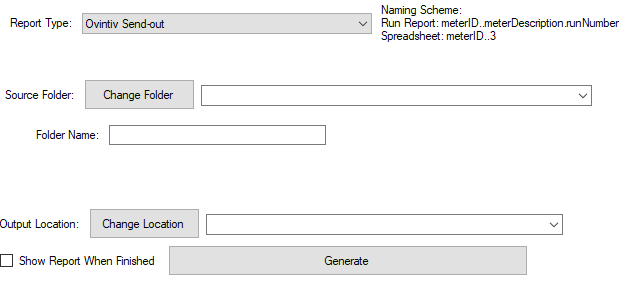 Naming Scheme:
Report Type: Ovintiv Send-out Run Report: meterID..meterDescription.runNumber
Spreadsheet: meterID..3
Source Folder: Change Folder
Folder Name:
Output Location: Change Location
Show Report When Finished Generate